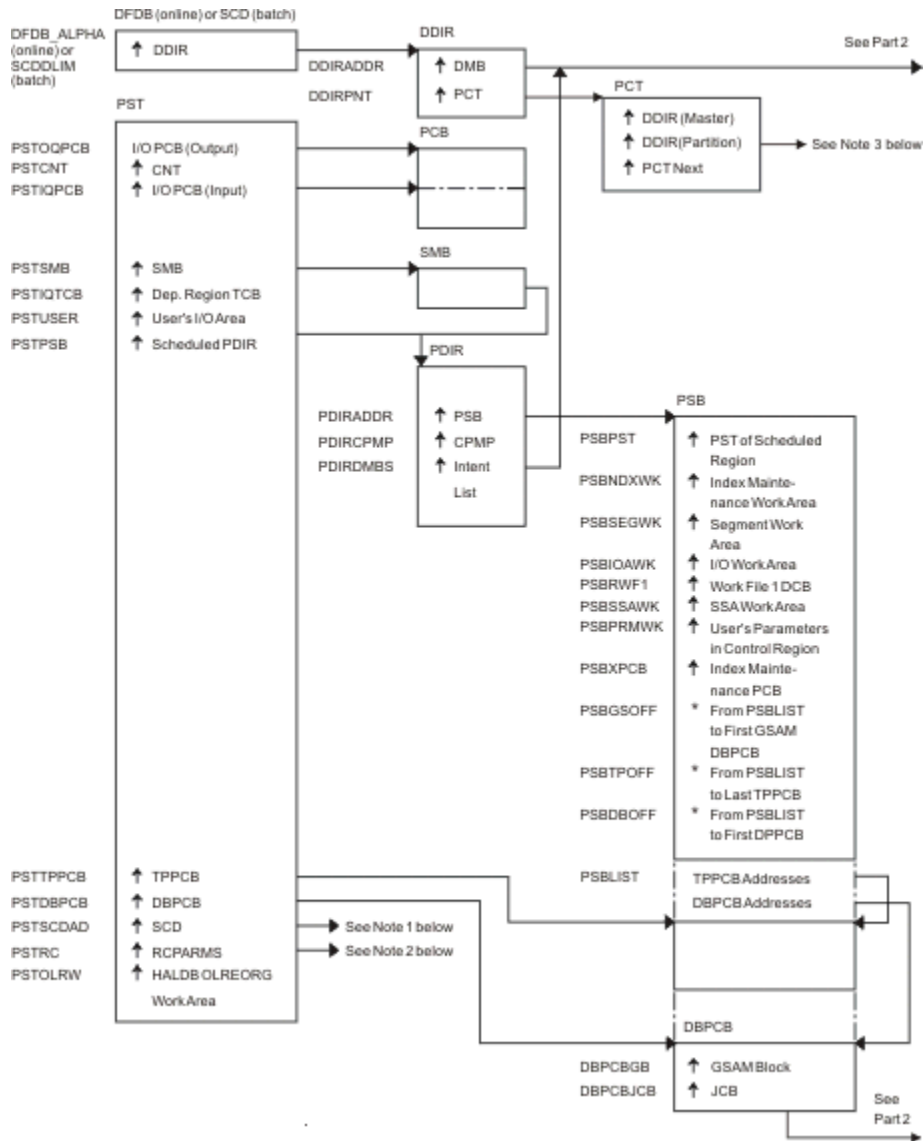 DFDB (online) or SCD (batch)
DFDB_ALPHA
(online) or
SCDDLIM
(batch)
↑ DDIR
DDIR
DDIRADDR ↑ DMB
DDIRPNT ↑ PCT
See Part 2
PCT
↑ DDIR (Master)
↑ DDIR (Partition)
↑ PCT Next
See Note 3 below
PST
PSTOQPCB I/O PCB (Output)
PSTCNT ↑ CNT
PSTIQPCB ↑ I/O PCB (Input)
PCB
PSTSMB ↑ SMB
PSTIQTCB ↑ Dep. Region TCB
PSTUSER ↑ User's I/O Area
PSTPSB ↑ Scheduled PDIR
SMB
PDIR
PDIRADDR ↑ PSB
PDIRCPMP ↑ CPMP
PDIRDMBS ↑ Intent
List
PSB
PSBPST ↑ PST of Scheduled
Region
PSBNDXWK ↑ Index Mainte-
nance Work Area
PSBSEGWK ↑ Segment Work
Area
PSBIOAWK ↑ I/O Work Area
PSBRWF1 ↑ Work File 1 DCB
PSBSSAWK ↑ SSA Work Area
PSBPRMWK ↑ User's Parameters
in Control Region
PSBXPCB ↑ Index Mainte-
nance PCB
PSBGSOFF * From PSBLIST
to First GSAM
DBPCB
PSBTPOFF * From PSBLIST
to Last TPPCB
PSBDBOFF * From PSBLIST
to First DPPCB
PSTTPPCB ↑ TPPCB
PSTDBPCB ↑ DBPCB
PSTSCDAD ↑ SCD
See Note 1 below
PSTRC ↑ RCPARMS
See Note 2 below
PSTOLRW ↑ HALDB OLREORG
Work Area
PSBLIST TPPCB Addresses
DBPCB Addresses
DBPCB
DBPCBGB ↑ GSAM Block
DBPCBJCB ↑ JCB
See
Part 2